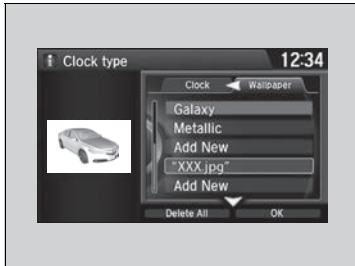 i Clock type
12:34
Clock
Wallpaper
Galaxy
Metallic
Add New
"XXX.jpg"
Add New
Delete All
OK